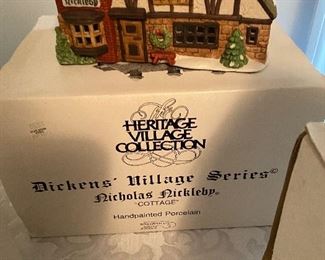 Nickleby
The
HERITAGE
VILLAGE
COLLECTION
Dickens' Village Series©
Nicholas Nickleby®
"COTTAGE"
Handpainted Porcelain